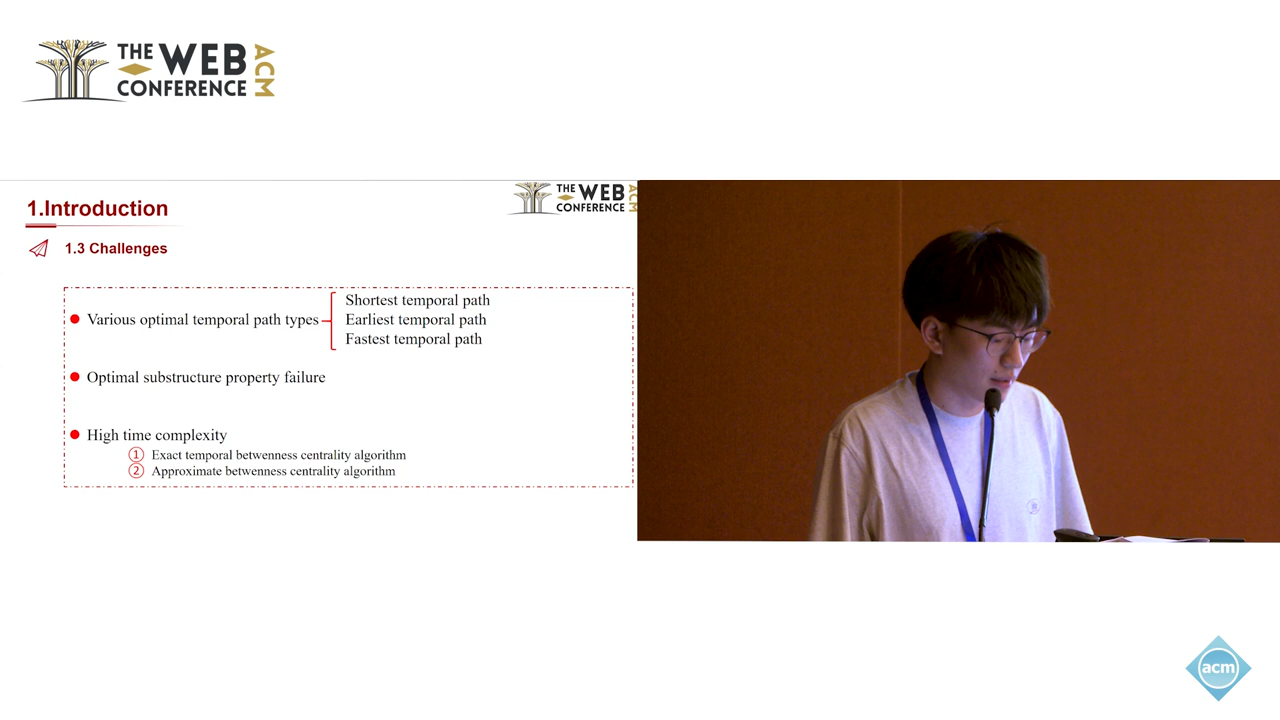 THE WEB
CONFERENCE
ACM
1.Introduction
THE WEB
CONFERENCE
ACM
1.3 Challenges
Various optimal temporal path types
Shortest temporal path
Earliest temporal path
Fastest temporal path
Optimal substructure property failure
High time complexity
① Exact temporal betwenness centrality algorithm
② Approximate betwenness centrality algorithm
acm